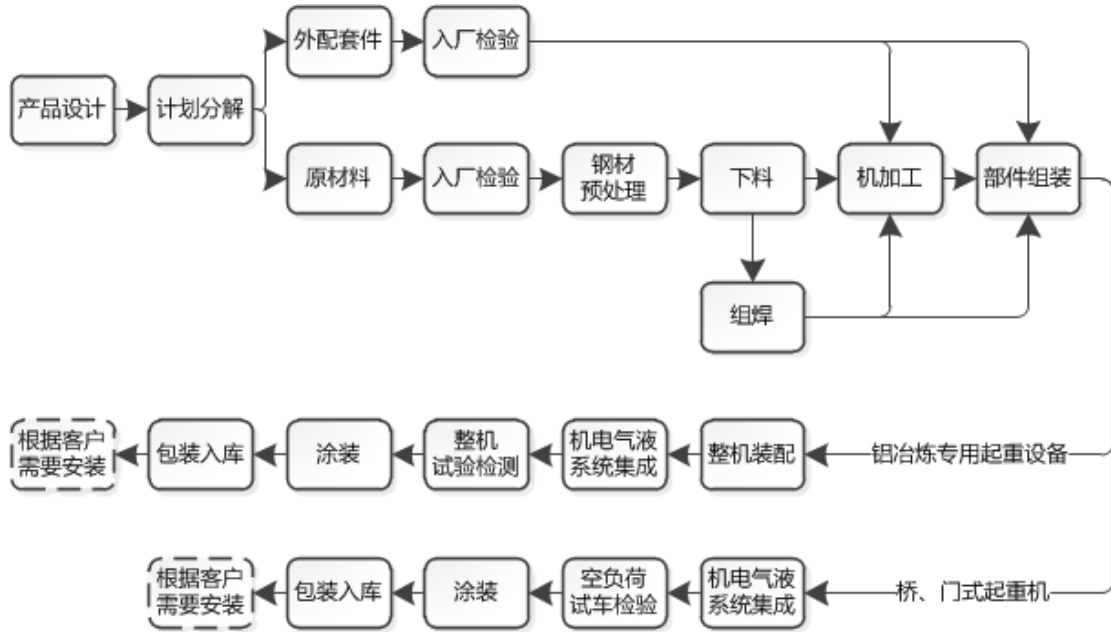 外配套件
入厂检验
产品设计
计划分解
原材料
入厂检验
钢材
预处理
下料
机加工
部件组装
组焊
根据客户
需要安装
包装入库
涂装
整机
试验检测
机电气液
系统集成
整机装配
铝冶炼专用起重设备
根据客户
需要安装
包装入库
涂装
空负荷
试车检验
机电气液
系统集成
桥、门式起重机